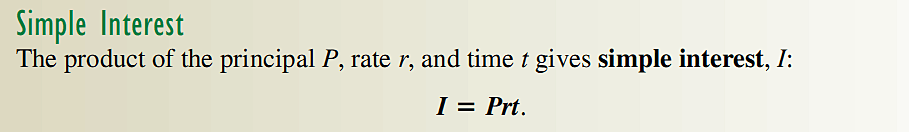 Simple Interest
The product of the principal P, rate r, and time t gives simple interest, I:
I = Prt.